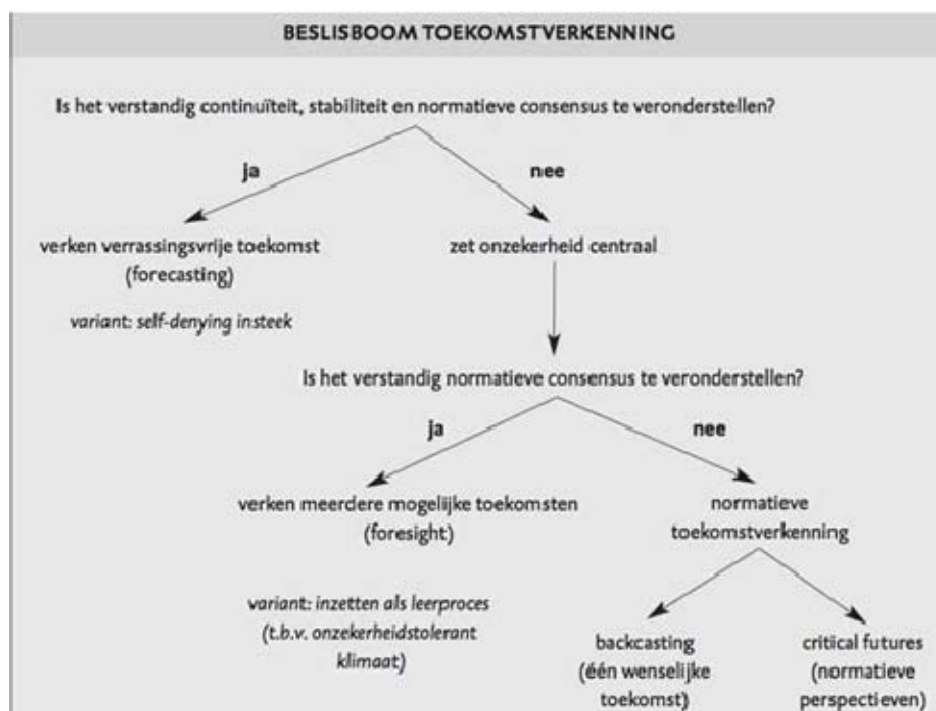 BESLISBOOM TOEKOMSTVERKENNING
Is het verstandig continuïteit, stabiliteit en normatieve consensus te veronderstellen?
ja
nee
verken verrassingsvrije toekomst
(forecasting)
zet onzekerheid centraal
variant: self-denying insteek
Is het verstandig normatieve consensus te veronderstellen?
ja
nee
verken meerdere mogelijke toekomsten
(foresight)
normatieve
toekomstverkenning
variant: inzetten als leerproces
(t.b.v. onzekerheidstolerant
klimaat)
backcasting
(één wenselijke
toekomst)
critical futures
(normatieve
perspectieven)